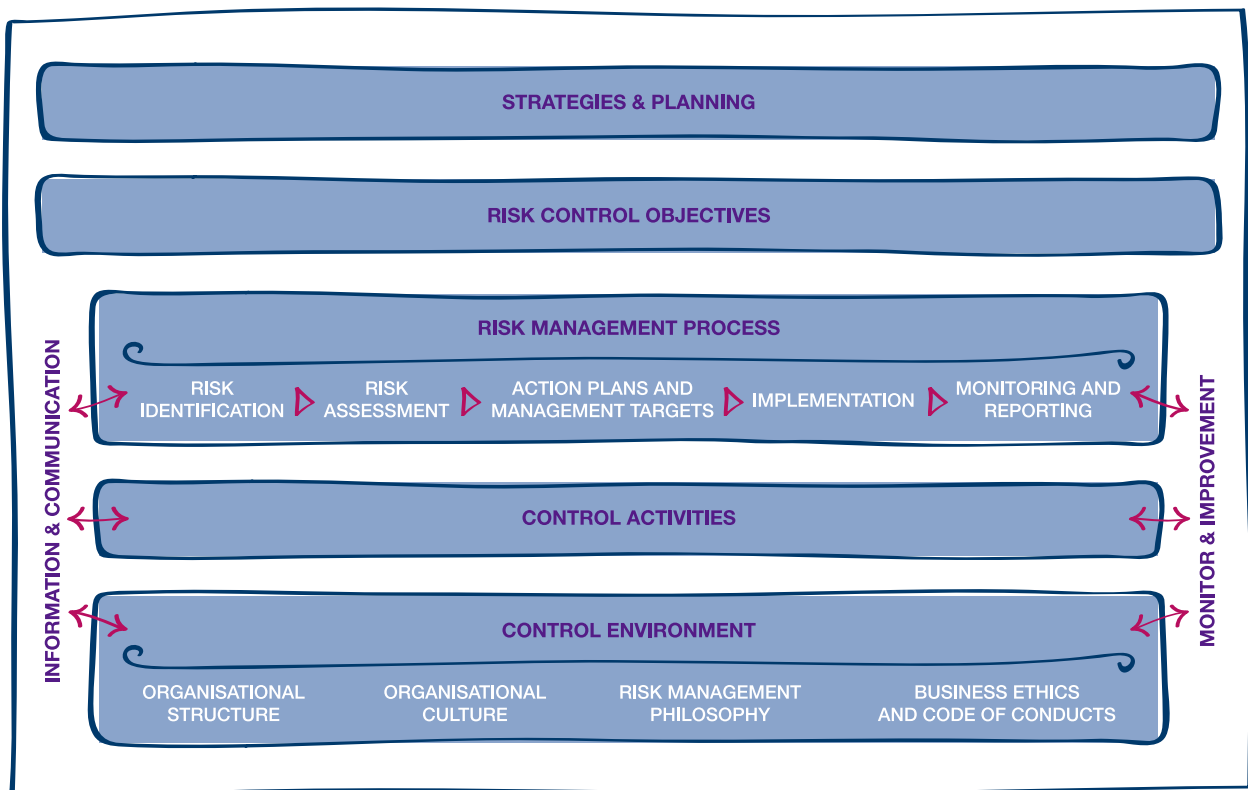 STRATEGIES & PLANNING
RISK CONTROL OBJECTIVES
RISK MANAGEMENT PROCESS
RISK
IDENTIFICATION
RISK
ASSESSMENT
ACTION PLANS AND
MANAGEMENT TARGETS
IMPLEMENTATION
MONITORING AND
REPORTING
CONTROL ACTIVITIES
CONTROL ENVIRONMENT
ORGANISATIONAL
STRUCTURE
ORGANISATIONAL
CULTURE
RISK MANAGEMENT
PHILOSOPHY
BUSINESS ETHICS
AND CODE OF CONDUCTS
INFORMATION & COMMUNICATION
MONITOR & IMPROVEMENT